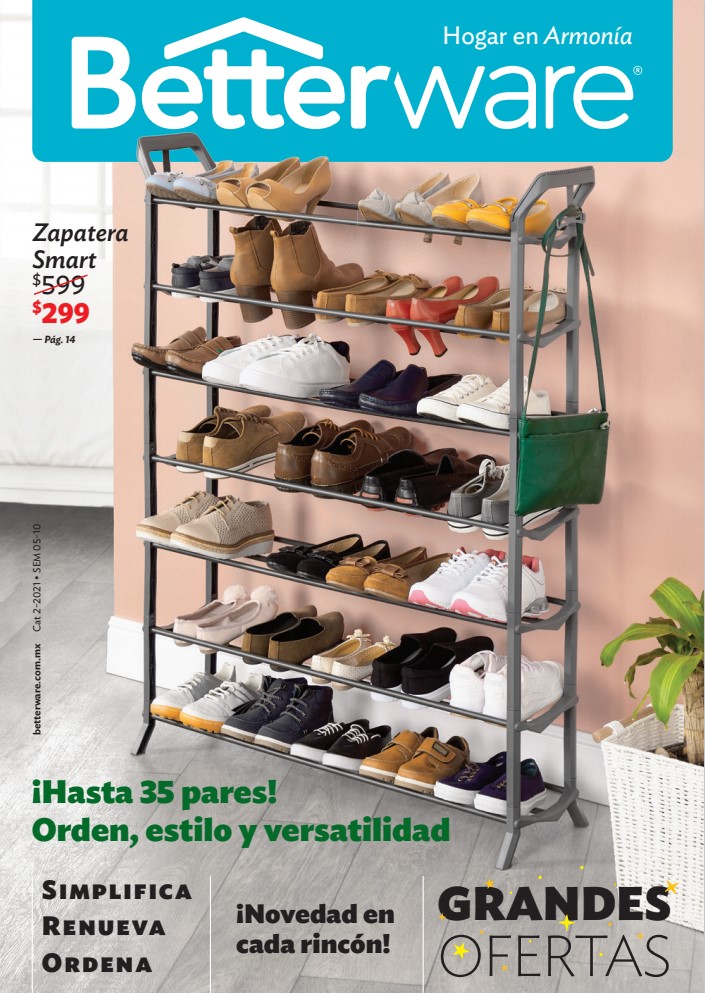 Hogar en Armonía
Betterware®
Zapatera
Smart
$599
$299
— Pág. 14
betterware.com.mx   Cat 2-2021 • SEM 05-10
¡Hasta 35 pares!
Orden, estilo y versatilidad
SIMPLIFICA
RENUEVA
ORDENA
¡Novedad en
cada rincón!
GRANDES
OFERTAS